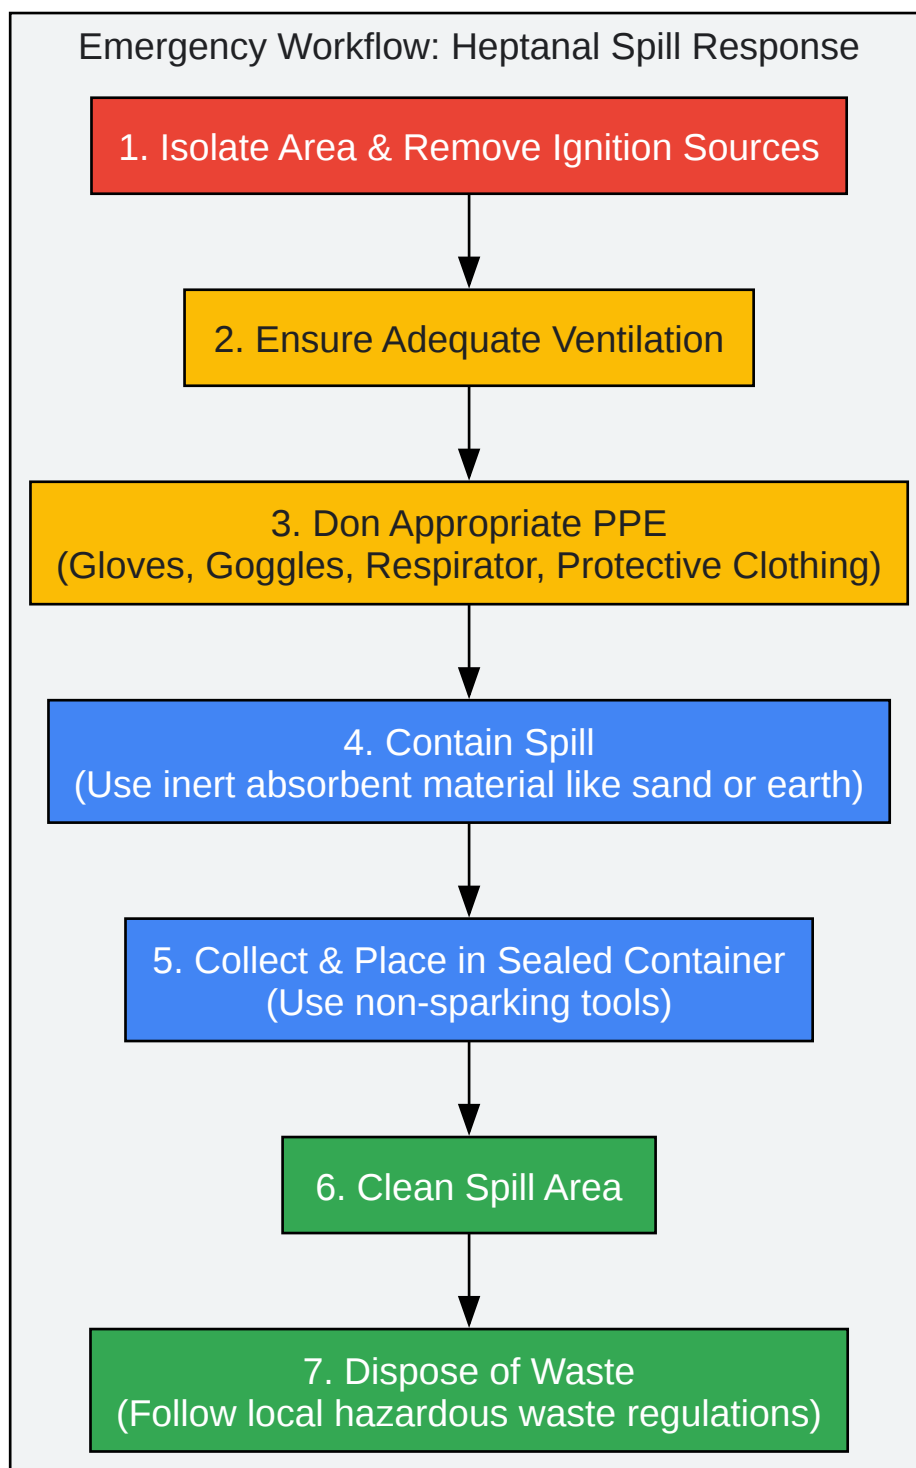 Emergency Workflow: Heptanal Spill Response
1. Isolate Area & Remove Ignition Sources
2. Ensure Adequate Ventilation
3. Don Appropriate PPE
(Gloves, Goggles, Respirator, Protective Clothing)
4. Contain Spill
(Use inert absorbent material like sand or earth)
5. Collect & Place in Sealed Container
(Use non-sparking tools)
6. Clean Spill Area
7. Dispose of Waste
(Follow local hazardous waste regulations)